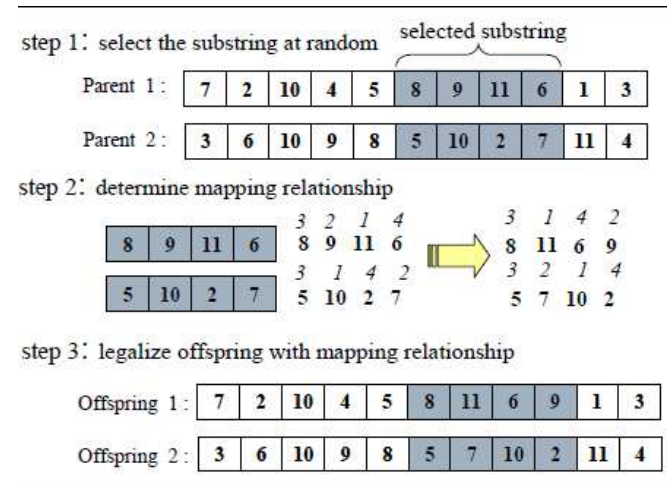 step 1: select the substring at random
selected substring
Parent 1 : 7 2 10 4 5 8 9 11 6 1 3
Parent 2 : 3 6 10 9 8 5 10 2 7 11 4
step 2: determine mapping relationship
3 2 1 4 3 1 4 2
8 9 11 6 8 9 11 6 8 11 6 9
3 1 4 2 3 2 1 4
5 10 2 7 5 10 2 7 5 7 10 2
step 3: legalize offspring with mapping relationship
Offspring 1 : 7 2 10 4 5 8 11 6 9 1 3
Offspring 2 : 3 6 10 9 8 5 7 10 2 11 4